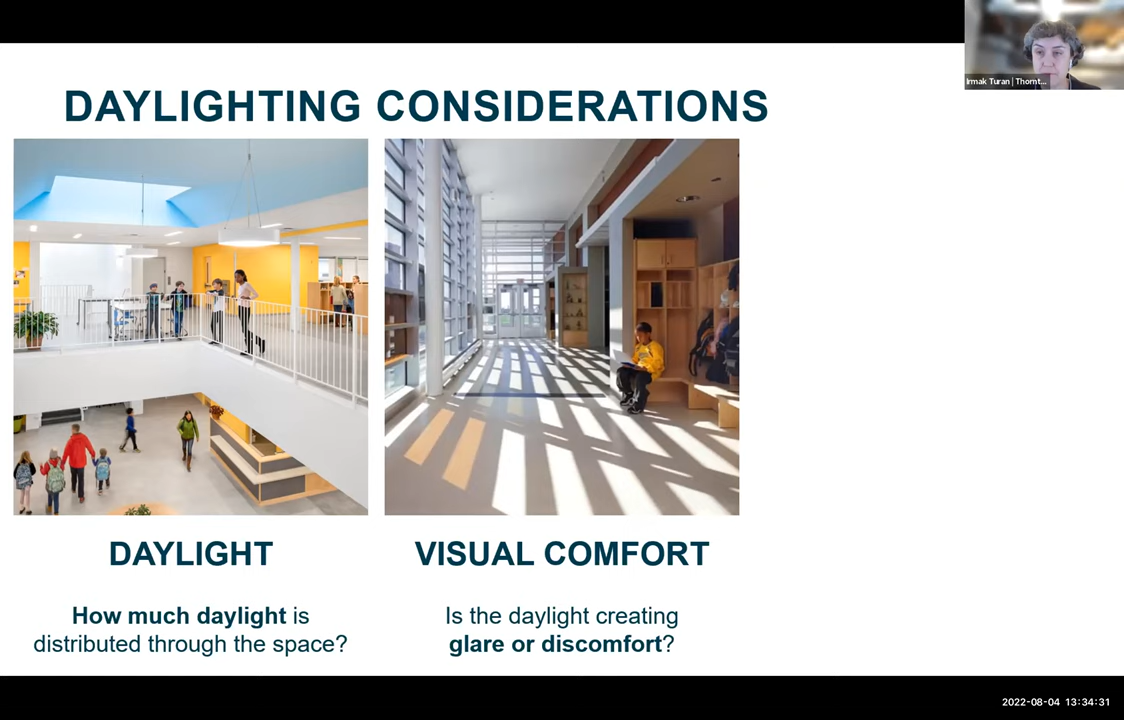 Irmak Turan | Thornt...
DAYLIGHTING CONSIDERATIONS
DAYLIGHT
How much daylight is
distributed through the space?
VISUAL COMFORT
Is the daylight creating
glare or discomfort?
2022-08-04 13:34:31